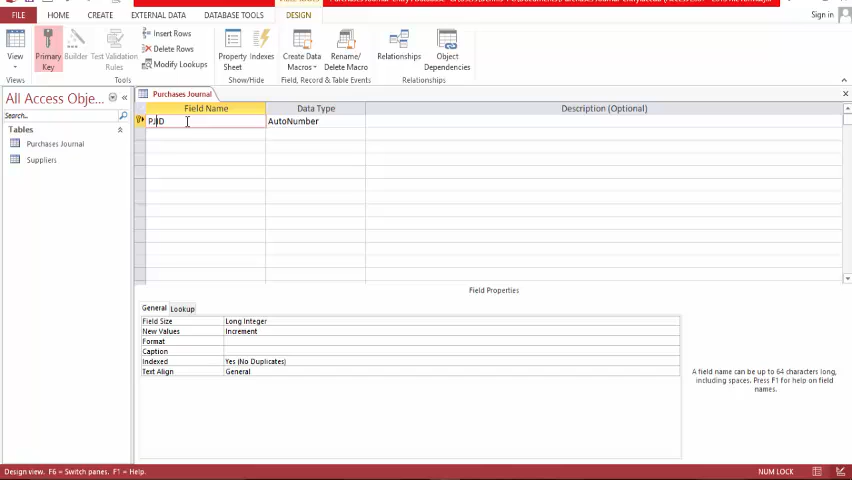 FILE HOME CREATE EXTERNAL DATA DATABASE TOOLS DESIGN Sign in
View Primary Key Builder Test Validation Rules Insert Rows Delete Rows Modify Lookups Property Sheet Indexes Create Data Macros Rename/ Delete Macro Relationships Object Dependencies
Views Tools Show/Hide Field, Record & Table Events Relationships
All Access Obje...
Search...
Tables
Purchases Journal
Suppliers
Purchases Journal
Field Name Data Type Description (Optional)
PJID AutoNumber
Field Properties
General Lookup
Field Size Long Integer
New Values Increment
Format
Caption
Indexed Yes (No Duplicates)
Text Align General
A field name can be up to 64 characters long,
including spaces. Press F1 for help on field
names.
Design view. F6 = Switch panes. F1 = Help. NUM LOCK